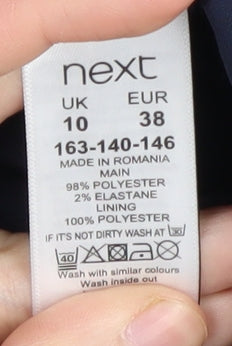 next
UK EUR
10 38
163-140-146
MADE IN ROMANIA
MAIN
98% POLYESTER
2% ELASTANE
LINING
100% POLYESTER
IF IT'S NOT DIRTY WASH AT 30
40
Wash with similar colours
Wash inside out